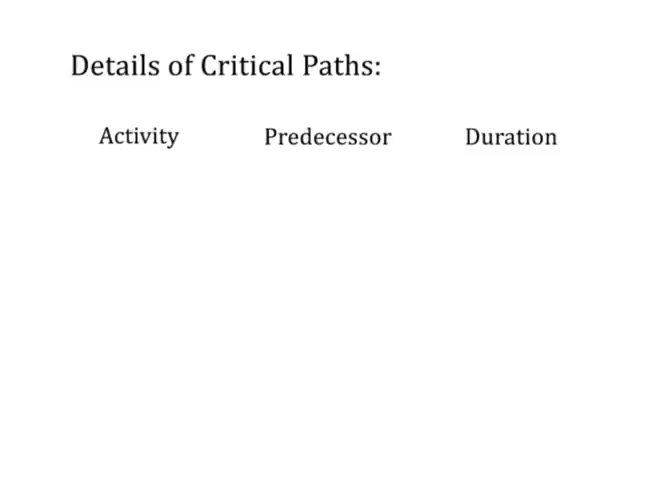 Details of Critical Paths:
Activity Predecessor Duration